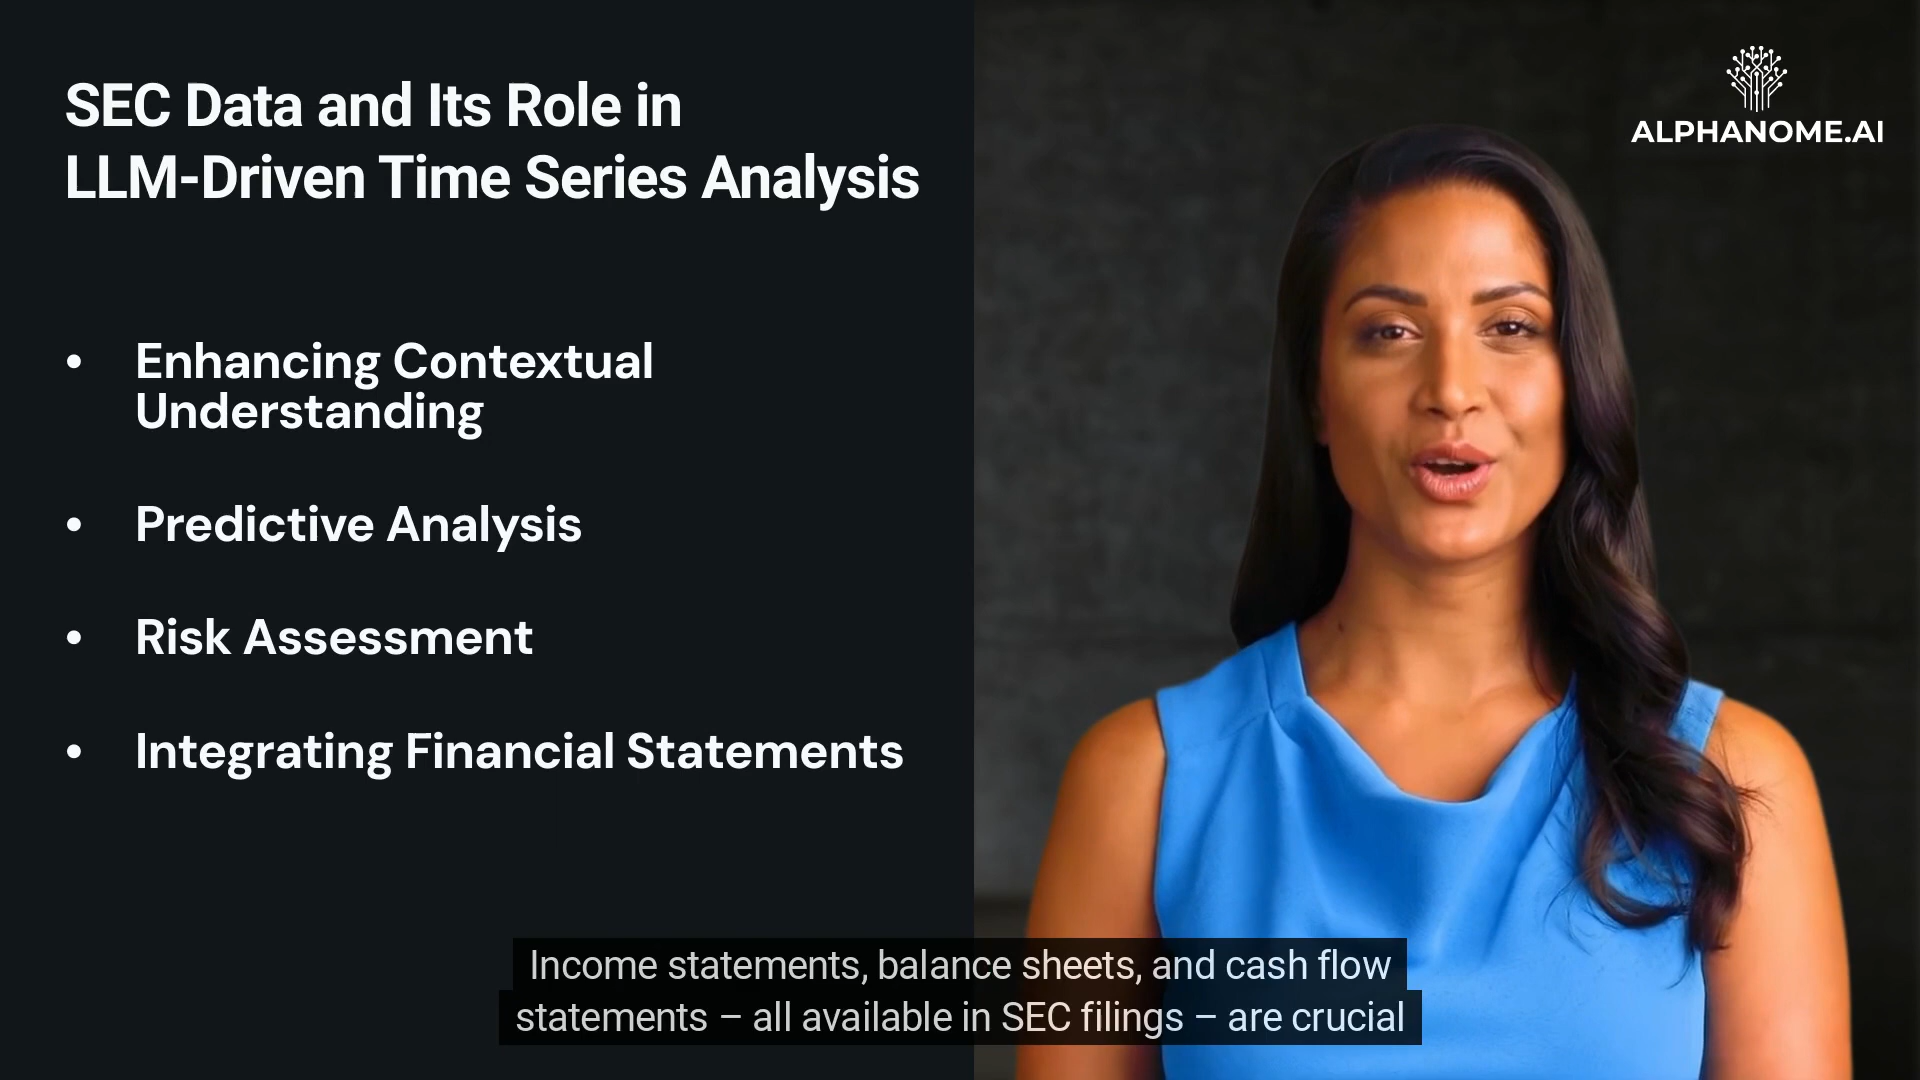 SEC Data and Its Role in
LLM-Driven Time Series Analysis
• Enhancing Contextual
Understanding
• Predictive Analysis
• Risk Assessment
• Integrating Financial Statements
ALPHANOME.AI
Income statements, balance sheets, and cash flow
statements – all available in SEC filings – are crucial